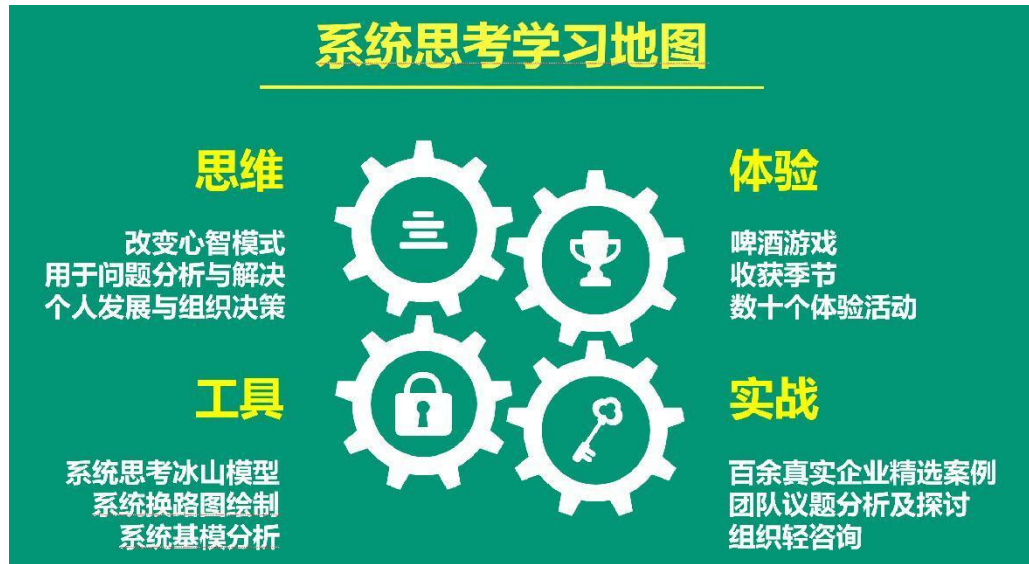 系统思考学习地图
思维
改变心智模式
用于问题分析与解决
个人发展与组织决策
体验
啤酒游戏
收获季节
数十个体验活动
工具
系统思考冰山模型
系统换路图绘制
系统基模分析
实战
百余真实企业精选案例
团队议题分析及探讨
组织轻咨询